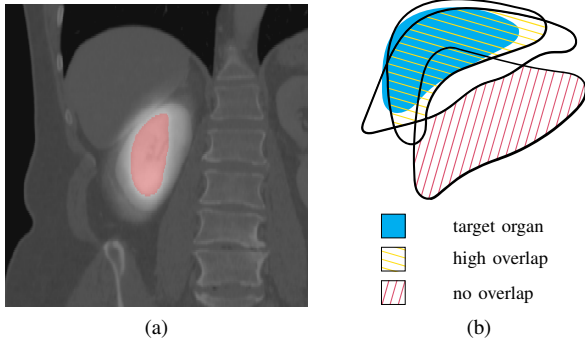 target organ
high overlap
no overlap
(a)
(b)